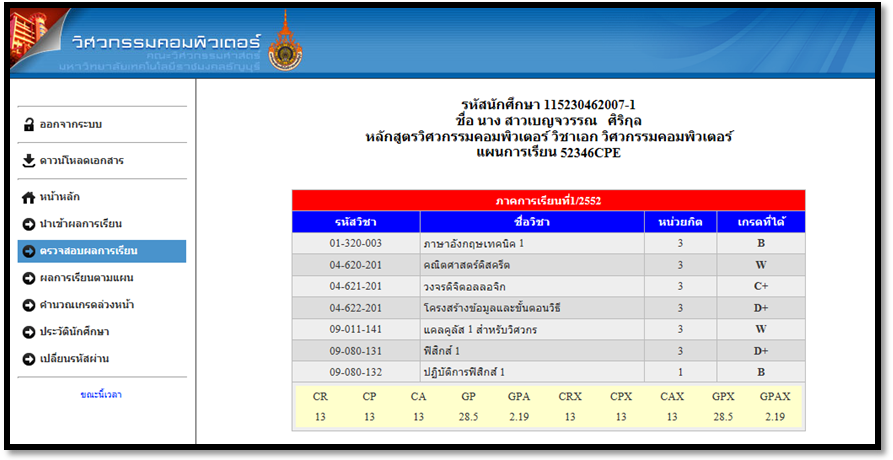 วิศวกรรมคอมพิวเตอร์
คณะวิศวกรรมศาสตร์
มหาวิทยาลัยเทคโนโลยีราชมงคลธัญบุรี
ออกจากระบบ
ดาวน์โหลดเอกสาร
หน้าหลัก
นำเข้าผลการเรียน
ตรวจสอบผลการเรียน
ผลการเรียนตามแผน
คำนวณเกรดล่วงหน้า
ประวัตินักศึกษา
เปลี่ยนรหัสผ่าน
ขณะนี้เวลา
รหัสนักศึกษา 115230462007-1
ชื่อ นาง สาวเบญจวรรณ ศิริกุล
หลักสูตรวิศวกรรมคอมพิวเตอร์ วิชาเอก วิศวกรรมคอมพิวเตอร์
แผนการเรียน 52346CPE
ภาคการเรียนที่1/2552
รหัสวิชา ชื่อวิชา หน่วยกิต เกรดที่ได้
01-320-003 ภาษาอังกฤษเทคนิค 1 3 B
04-620-201 คณิตศาสตร์ดิสครีต 3 W
04-621-201 วงจรดิจิตอลลอจิก 3 C+
04-622-201 โครงสร้างข้อมูลและขั้นตอนวิธี 3 D+
09-011-141 แคลคูลัส 1 สำหรับวิศวกร 3 W
09-080-131 ฟิสิกส์ 1 3 D+
09-080-132 ปฏิบัติการฟิสิกส์ 1 1 B
CR CP CA GP GPA CRX CPX CAX GPX GPAX
13 13 13 28.5 2.19 13 13 13 28.5 2.19